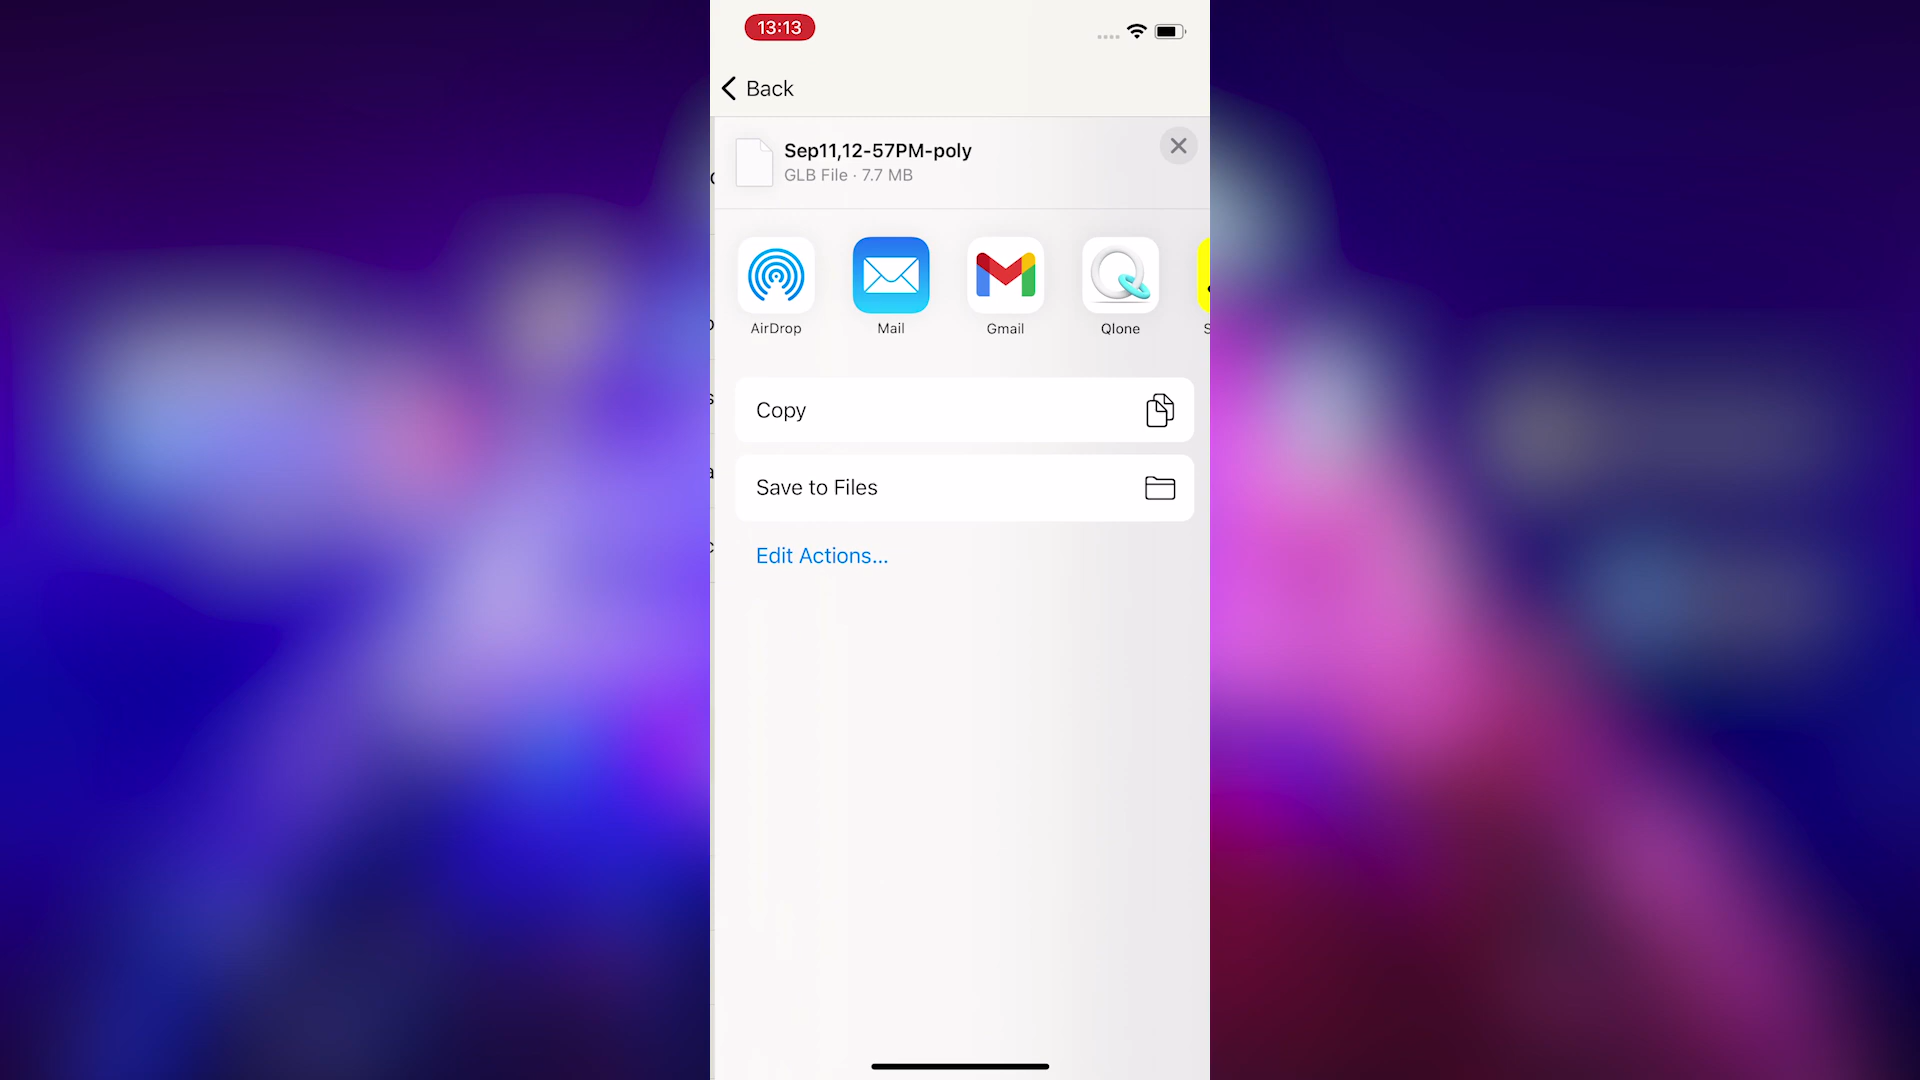 13:13
Back
Sep11,12-57PM-poly
GLB File · 7.7 MB
AirDrop
Mail
Gmail
Qlone
Copy
Save to Files
Edit Actions...